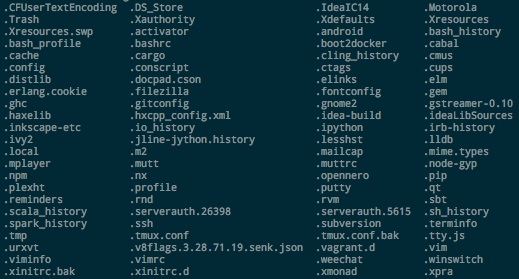 .CFUserTextEncoding .DS_Store .IdeaIC14 .Motorola
.Trash .Xauthority .Xdefaults .Xresources
.Xresources.swp .activator .android .bash_history
.bash_profile .bashrc .boot2docker .cabal
.cache .cargo .cling_history .cmus
.config .conscript .ctags .cups
.distlib .docpad.cson .elinks .elm
.erlang.cookie .filezilla .fontconfig .gem
.ghc .gitconfig .gnome2 .gstreamer-0.10
.haxelib .hxcpp_config.xml .idea-build .ideaLibSources
.inkscape-etc .io_history .ipython .irb-history
.ivy2 .jline-jython.history .lesshst .lldb
.local .m2 .mailcap .mime.types
.mplayer .mutt .muttrc .node-gyp
.npm .nx .opennero .pip
.plexht .profile .putty .qt
.reminders .rnd .rvm .sbt
.scala_history .serverauth.26398 .serverauth.5615 .sh_history
.spark_history .ssh .subversion .terminfo
.tmp .tmux.conf .tmux.conf.bak .tty.js
.urxvt .v8flags.3.28.71.19.senk.json .vagrant.d .vim
.viminfo .vimrc .weechat .winswitch
.xinitrc.bak .xinitrc.d .xmonad .xpra